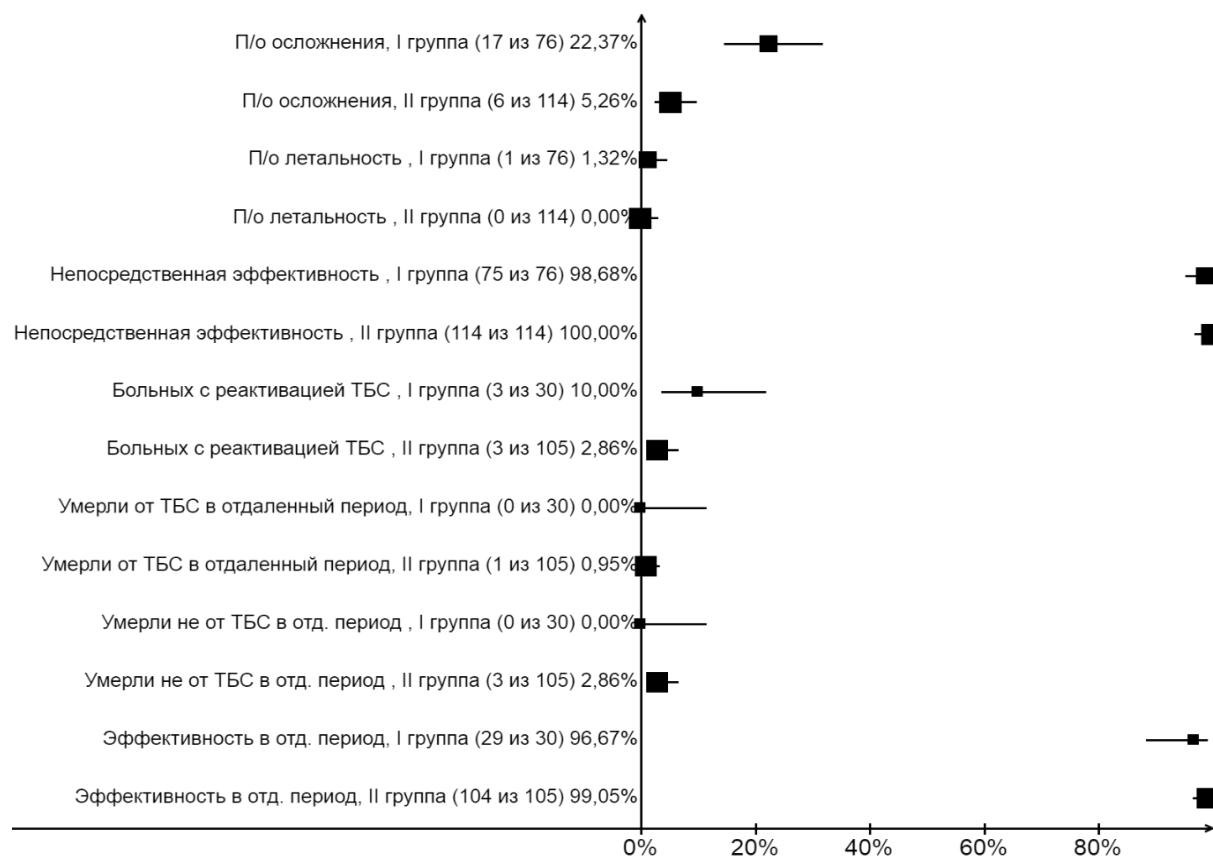 П/о осложнения, I группа (17 из 76) 22,37%
П/о осложнения, II группа (6 из 114) 5,26%
П/о летальность , I группа (1 из 76) 1,32%
П/о летальность , II группа (0 из 114) 0,00%
Непосредственная эффективность , I группа (75 из 76) 98,68%
Непосредственная эффективность , II группа (114 из 114) 100,00%
Больных с реактивацией ТБС , I группа (3 из 30) 10,00%
Больных с реактивацией ТБС , II группа (3 из 105) 2,86%
Умерли от ТБС в отдаленный период, I группа (0 из 30) 0,00%
Умерли от ТБС в отдаленный период, II группа (1 из 105) 0,95%
Умерли не от ТБС в отд. период , I группа (0 из 30) 0,00%
Умерли не от ТБС в отд. период , II группа (3 из 105) 2,86%
Эффективность в отд. период, I группа (29 из 30) 96,67%
Эффективность в отд. период, II группа (104 из 105) 99,05%
0% 20% 40% 60% 80%